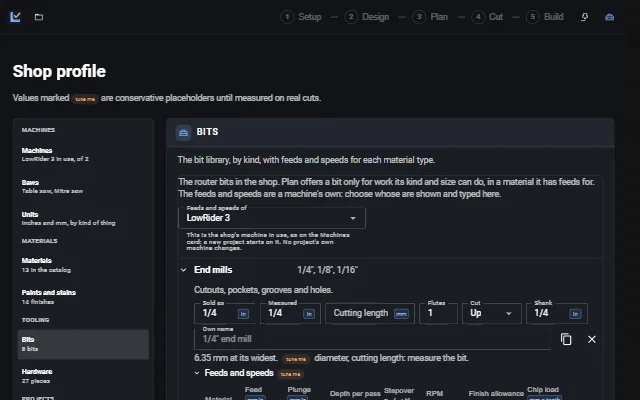 1 Setup — 2 Design — 3 Plan — 4 Cut — 5 Build
Shop profile
Values marked tune me are conservative placeholders until measured on real cuts.
MACHINES
Machines
LowRider 3 in use, of 2
Saws
Table saw, Mitre saw
Units
Inches and mm, by kind of thing
MATERIALS
Materials
13 in the catalog
Paints and stains
14 finishes
TOOLING
Bits
8 bits
Hardware
27 pieces
PROJECTS
BITS
The bit library, by kind, with feeds and speeds for each material type.
The router bits in the shop. Plan offers a bit only for work its kind and size can do, in a material it has feeds for.
The feeds and speeds are a machine's own: choose whose are shown and typed here.
Feeds and speeds of
LowRider 3
This is the shop's machine in use, as on the Machines
card: a new project starts on it. No project's own
machine changes.
End mills 1/4", 1/8", 1/16"
Cutouts, pockets, grooves and holes.
Sold as Measured Flutes Cut Shank
1/4 in 1/4 in Cutting length mm 1 Up 1/4 in
Own name
1/4" end mill
6.35 mm at its widest. tune me diameter, cutting length: measure the bit.
Feeds and speeds tune me
Feed Plunge Depth per pass Stepover RPM Finish allowance Chip load
Material